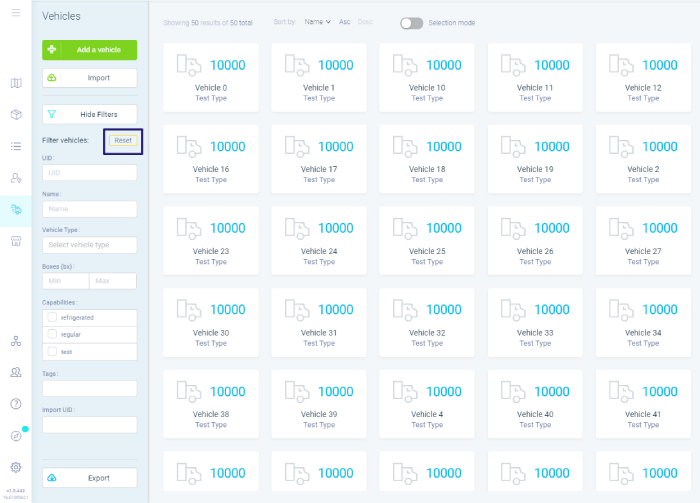 Vehicles
Showing 50 results of 50 total
Sort by: Name Asc Desc
Selection mode
Add a vehicle
Import
Hide Filters
Filter vehicles: Reset
UID:
UID
Name:
Name
Vehicle Type:
Select vehicle type
Boxes (bx):
Min Max
Capabilities:
refrigerated
regular
test
Tags:
Import UID:
Export
10000 10000 10000 10000 10000
Vehicle 0 Vehicle 1 Vehicle 10 Vehicle 11 Vehicle 12
Test Type Test Type Test Type Test Type Test Type
10000 10000 10000 10000 10000
Vehicle 16 Vehicle 17 Vehicle 18 Vehicle 19 Vehicle 2
Test Type Test Type Test Type Test Type Test Type
10000 10000 10000 10000 10000
Vehicle 23 Vehicle 24 Vehicle 25 Vehicle 26 Vehicle 27
Test Type Test Type Test Type Test Type Test Type
10000 10000 10000 10000 10000
Vehicle 30 Vehicle 31 Vehicle 32 Vehicle 33 Vehicle 34
Test Type Test Type Test Type Test Type Test Type
10000 10000 10000 10000 10000
Vehicle 38 Vehicle 39 Vehicle 4 Vehicle 40 Vehicle 41
Test Type Test Type Test Type Test Type Test Type
10000 10000 10000 10000 10000